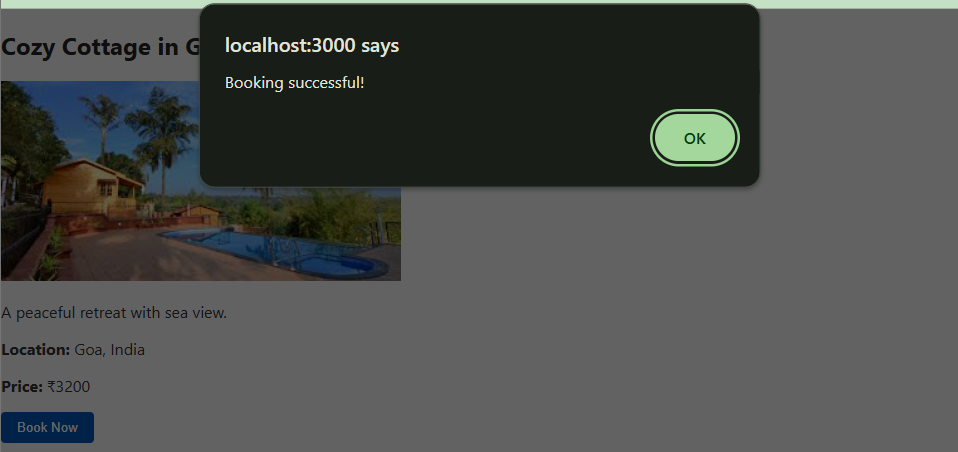 localhost:3000 says
Booking successful!
OK
Cozy Cottage in G
A peaceful retreat with sea view.
Location: Goa, India
Price: ₹3200
Book Now